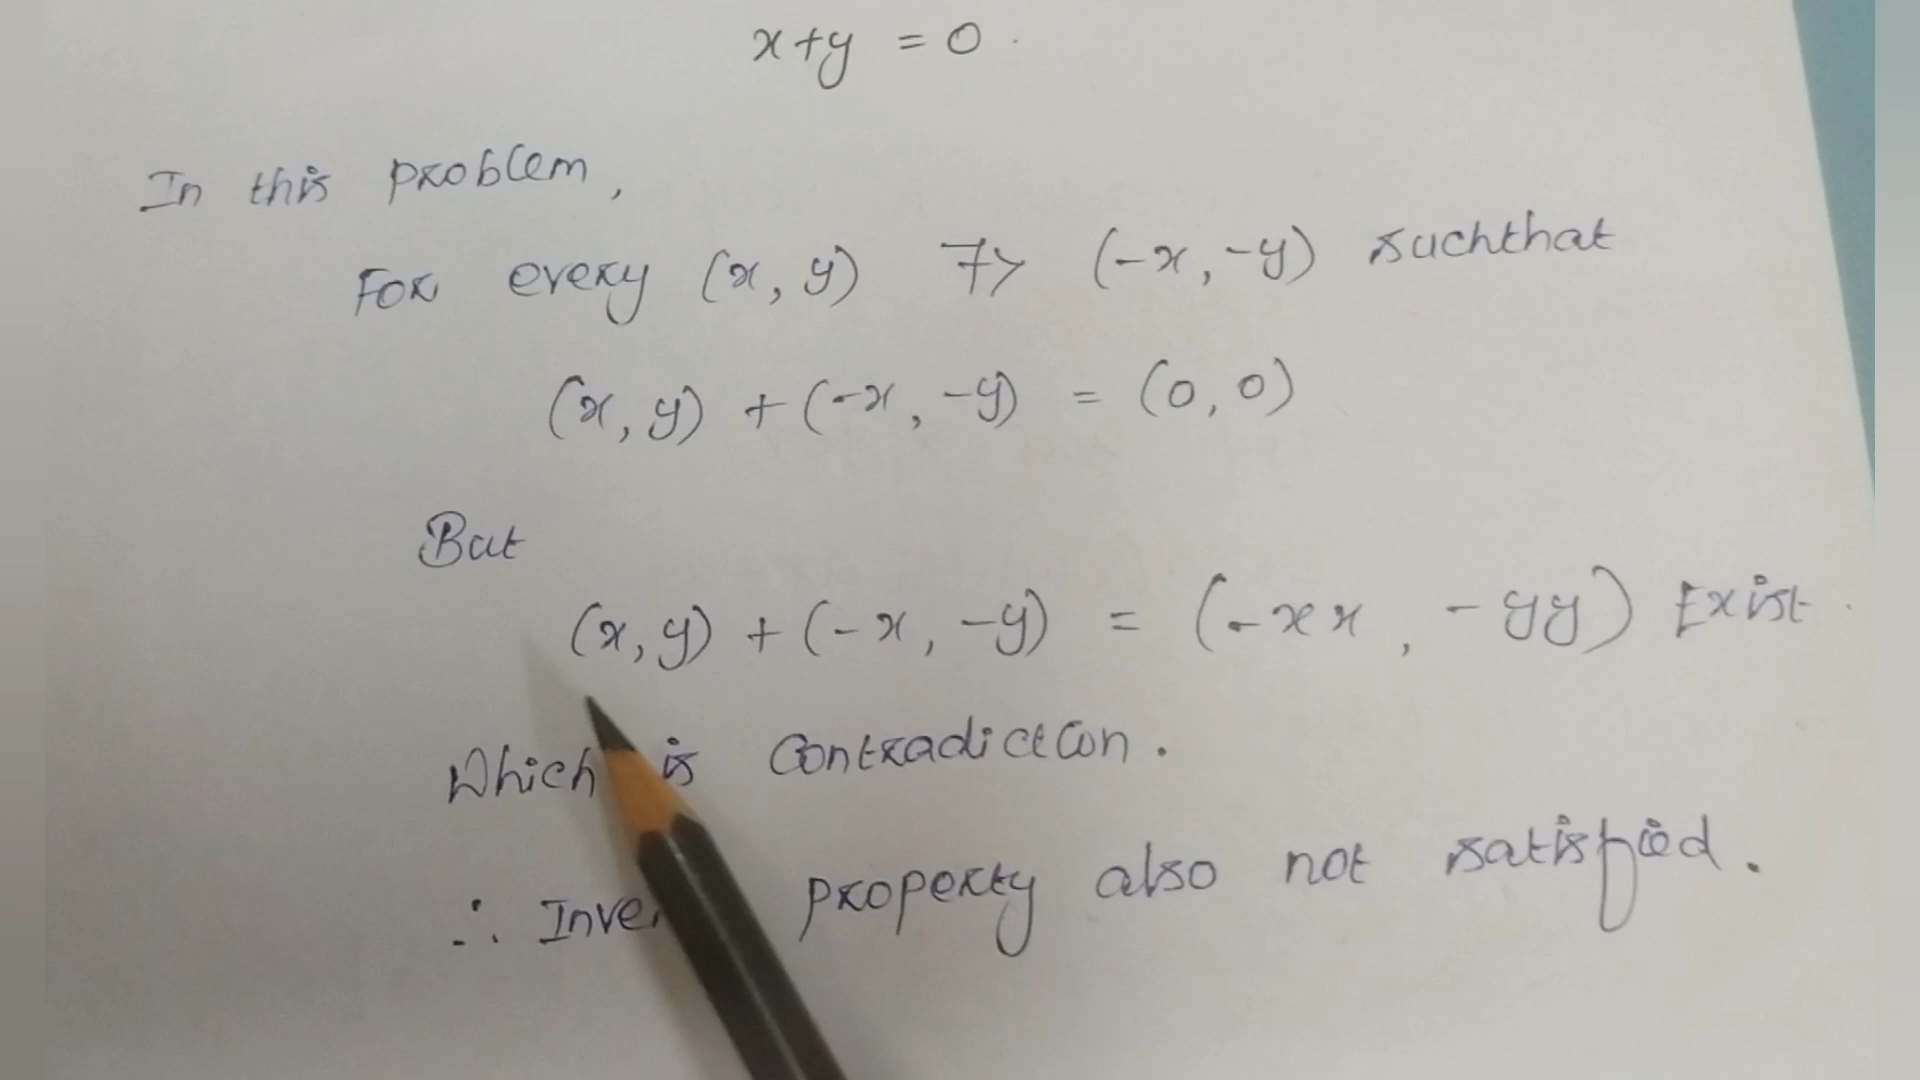 x+y = 0.
In this problem,
For every (x, y) (-x, -y) suchthat
(x, y) + (-x, -y) = (0, 0)
But
(x, y) + (-x, -y) = (-xx, -yy) Exist.
Which is Contradiction.
∴ property also not satisfied.